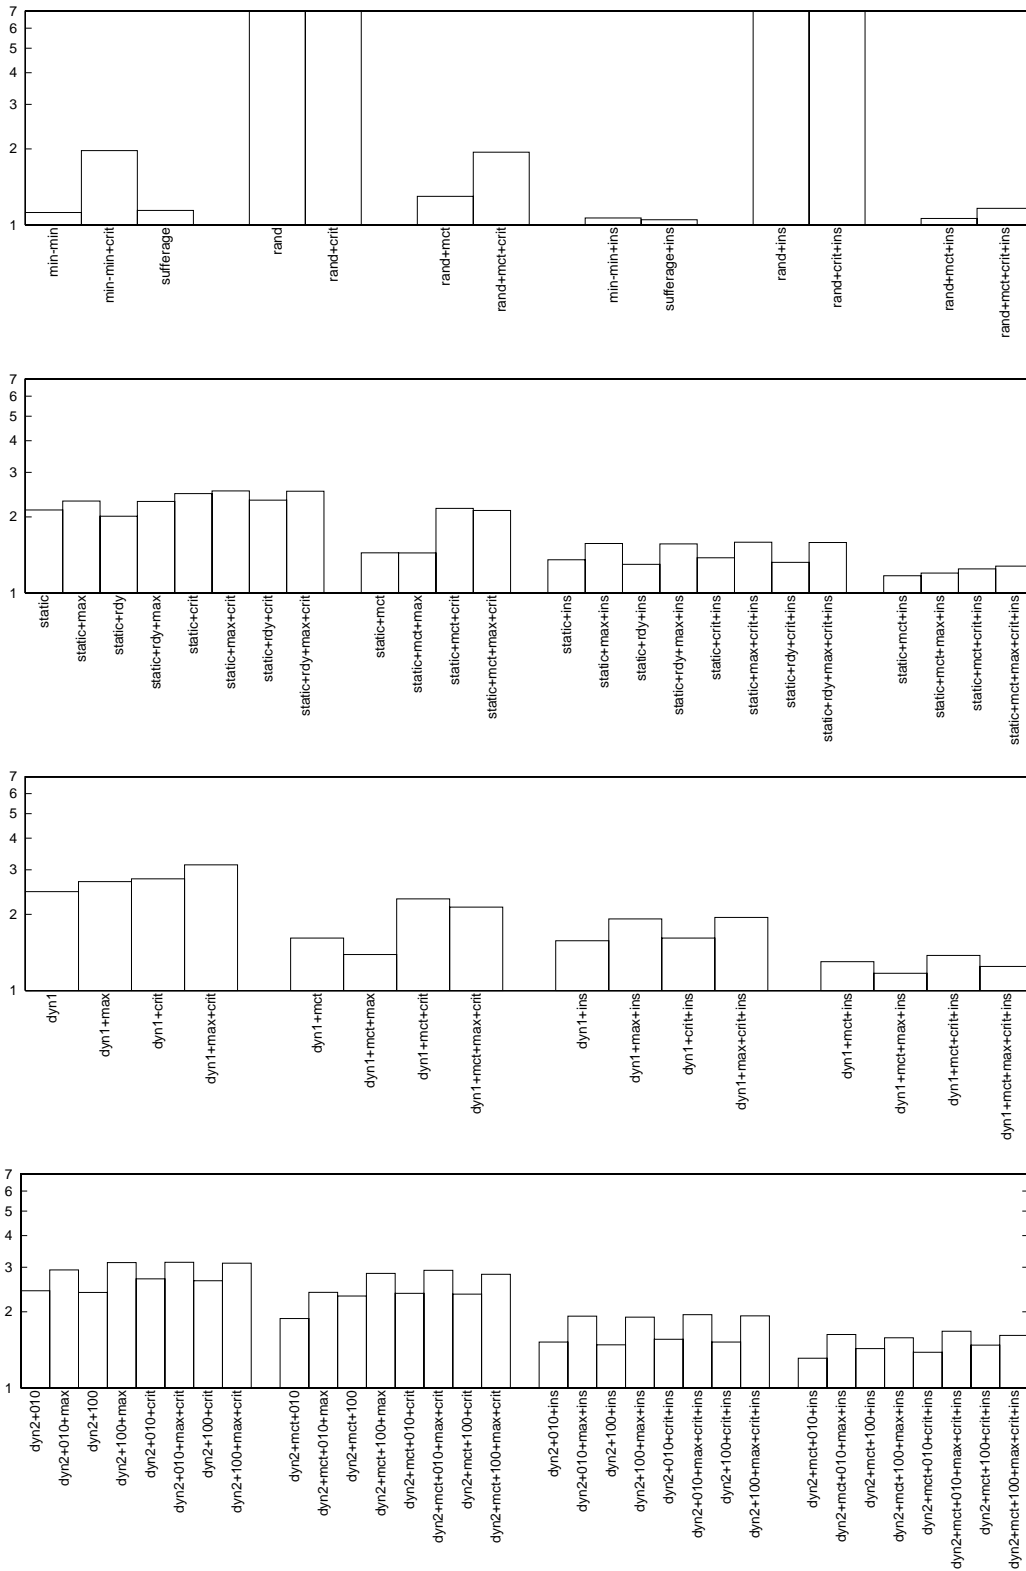 7
6
5
4
3
2
1
min-min
min-min+crit
sufferage
rand
rand+crit
rand+mct
rand+mct+crit
min-min+ins
sufferage+ins
rand+ins
rand+crit+ins
rand+mct+ins
rand+mct+crit+ins
7
6
5
4
3
2
1
static
static+max
static+rdy
static+rdy+max
static+crit
static+max+crit
static+rdy+crit
static+rdy+max+crit
static+mct
static+mct+max
static+mct+crit
static+mct+max+crit
static+ins
static+max+ins
static+rdy+ins
static+rdy+max+ins
static+crit+ins
static+max+crit+ins
static+rdy+crit+ins
static+rdy+max+crit+ins
static+mct+ins
static+mct+max+ins
static+mct+crit+ins
static+mct+max+crit+ins
7
6
5
4
3
2
1
dyn1
dyn1+max
dyn1+crit
dyn1+max+crit
dyn1+mct
dyn1+mct+max
dyn1+mct+crit
dyn1+mct+max+crit
dyn1+ins
dyn1+max+ins
dyn1+crit+ins
dyn1+max+crit+ins
dyn1+mct+ins
dyn1+mct+max+ins
dyn1+mct+crit+ins
dyn1+mct+max+crit+ins
7
6
5
4
3
2
1
dyn2+010
dyn2+010+max
dyn2+100
dyn2+100+max
dyn2+010+crit
dyn2+010+max+crit
dyn2+100+crit
dyn2+100+max+crit
dyn2+mct+010
dyn2+mct+010+max
dyn2+mct+100
dyn2+mct+100+max
dyn2+mct+010+crit
dyn2+mct+010+max+crit
dyn2+mct+100+crit
dyn2+mct+100+max+crit
dyn2+010+ins
dyn2+010+max+ins
dyn2+100+ins
dyn2+100+max+ins
dyn2+010+crit+ins
dyn2+010+max+crit+ins
dyn2+100+crit+ins
dyn2+100+max+crit+ins
dyn2+mct+010+ins
dyn2+mct+010+max+ins
dyn2+mct+100+ins
dyn2+mct+100+max+ins
dyn2+mct+010+crit+ins
dyn2+mct+010+max+crit+ins
dyn2+mct+100+crit+ins
dyn2+mct+100+max+crit+ins